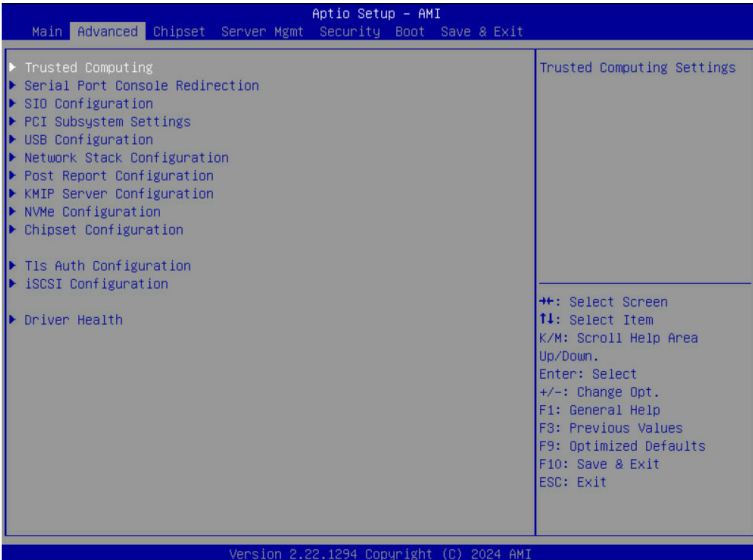 Aptio Setup – AMI
Main Advanced Chipset Server Mgmt Security Boot Save & Exit
▶ Trusted Computing
▶ Serial Port Console Redirection
▶ SIO Configuration
▶ PCI Subsystem Settings
▶ USB Configuration
▶ Network Stack Configuration
▶ Post Report Configuration
▶ KMIP Server Configuration
▶ NVMe Configuration
▶ Chipset Configuration
▶ Tls Auth Configuration
▶ iSCSI Configuration
▶ Driver Health
Trusted Computing Settings
→←: Select Screen
↑↓: Select Item
K/M: Scroll Help Area
Up/Down.
Enter: Select
+/-: Change Opt.
F1: General Help
F3: Previous Values
F9: Optimized Defaults
F10: Save & Exit
ESC: Exit
Version 2.22.1294 Copyright (C) 2024 AMI